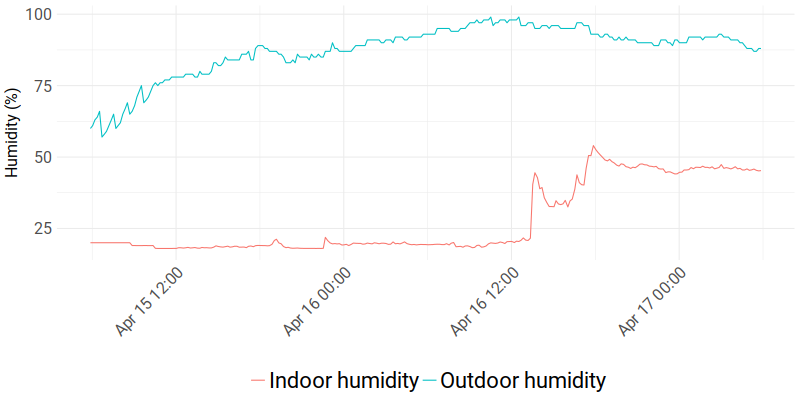 100
75
50
25
Humidity (%)
Apr 15 12:00
Apr 16 00:00
Apr 16 12:00
Apr 17 00:00
Indoor humidity
Outdoor humidity